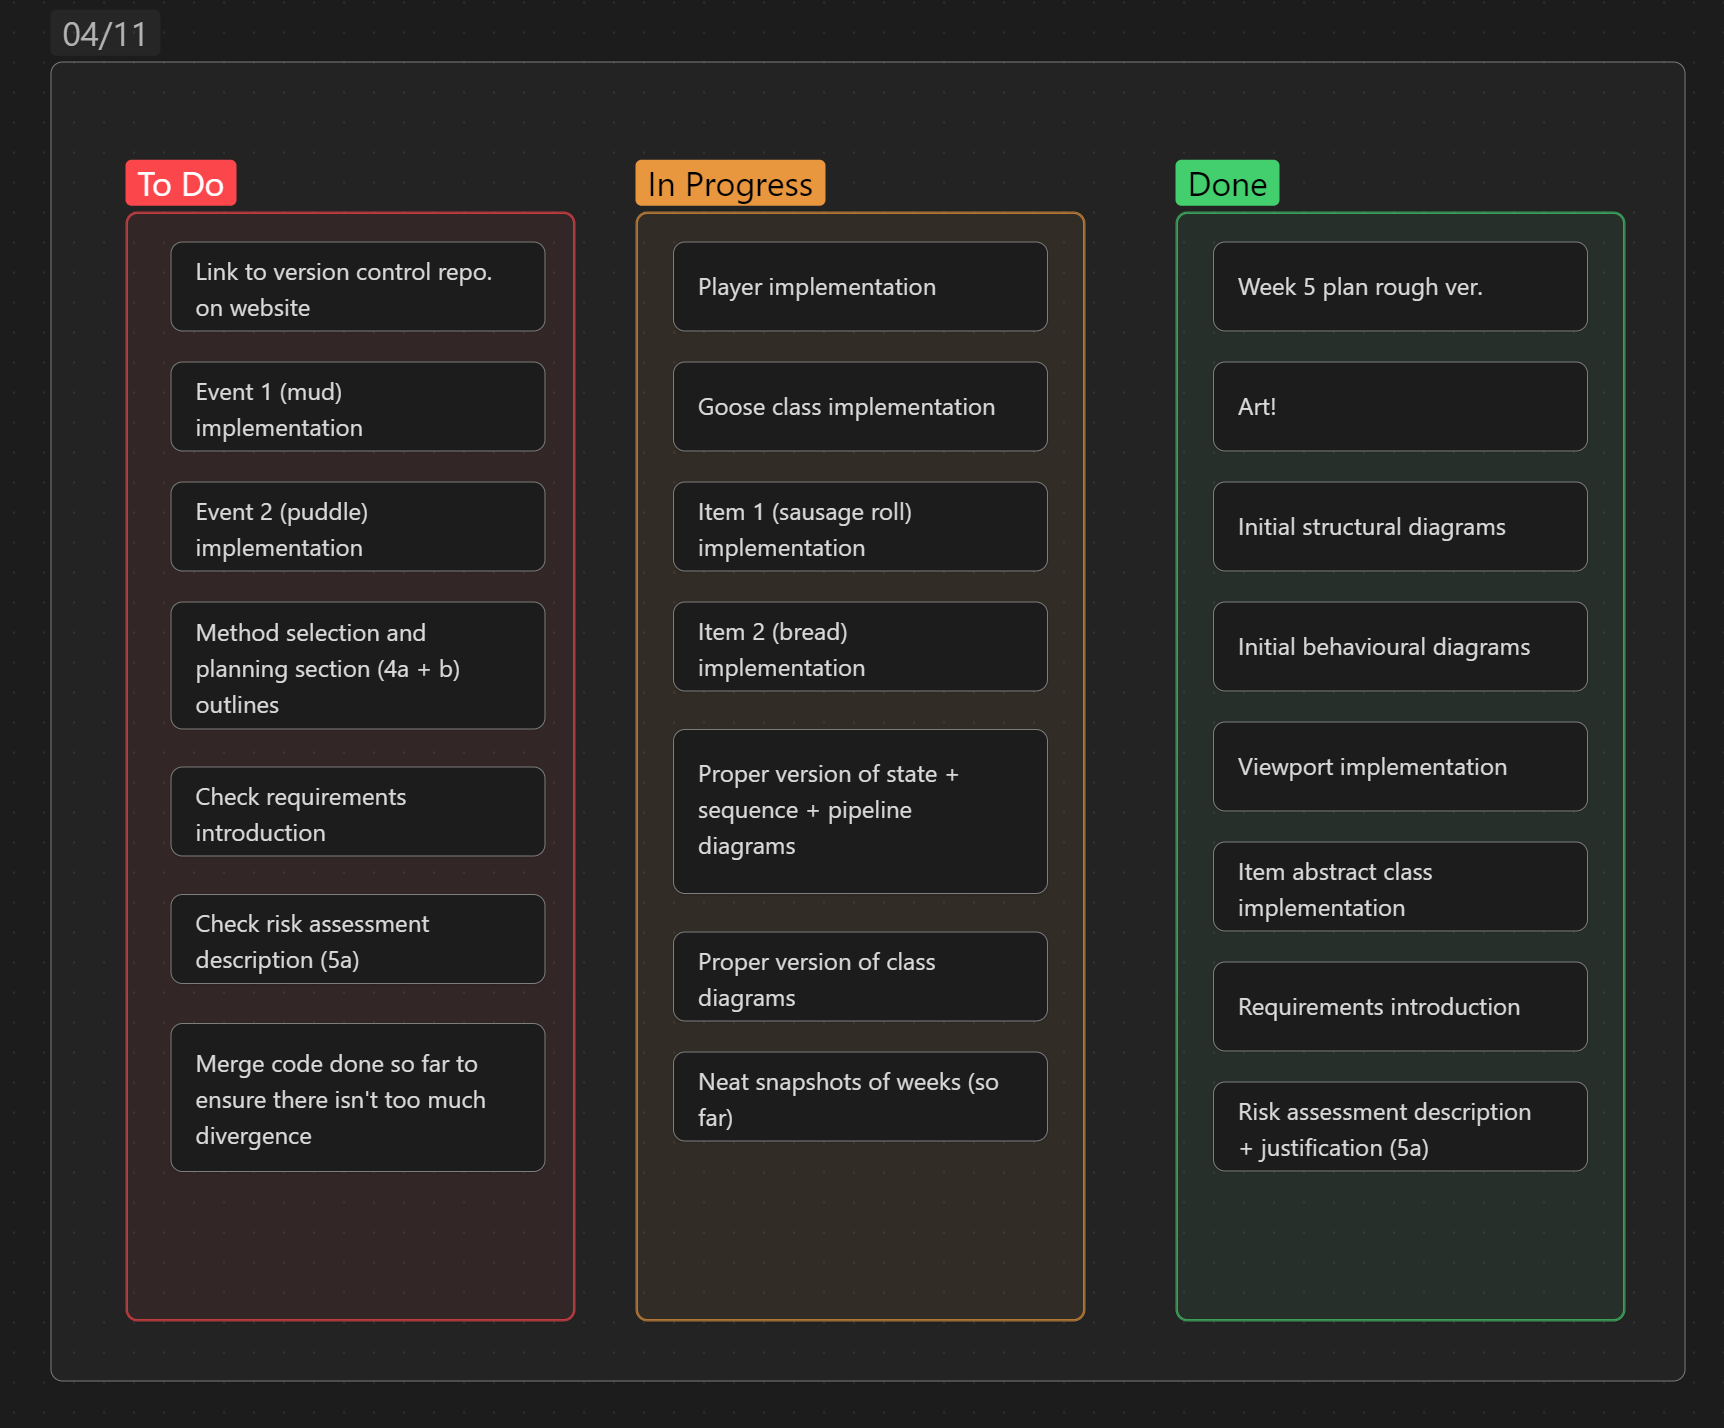 04/11
To Do
Link to version control repo.
on website
Event 1 (mud)
implementation
Event 2 (puddle)
implementation
Method selection and
planning section (4a + b)
outlines
Check requirements
introduction
Check risk assessment
description (5a)
Merge code done so far to
ensure there isn't too much
divergence
In Progress
Player implementation
Goose class implementation
Item 1 (sausage roll)
implementation
Item 2 (bread)
implementation
Proper version of state +
sequence + pipeline
diagrams
Proper version of class
diagrams
Neat snapshots of weeks (so
far)
Done
Week 5 plan rough ver.
Art!
Initial structural diagrams
Initial behavioural diagrams
Viewport implementation
Item abstract class
implementation
Requirements introduction
Risk assessment description
+ justification (5a)